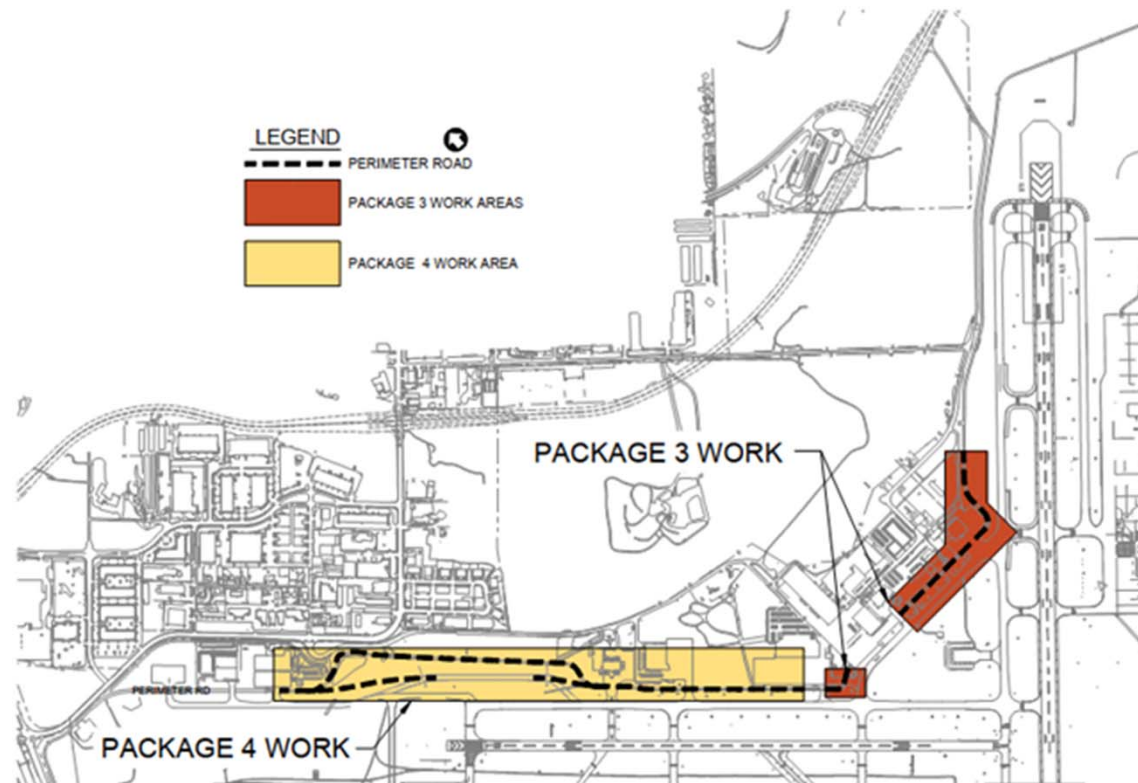 LEGEND
PERIMETER ROAD
PACKAGE 3 WORK AREAS
PACKAGE 4 WORK AREA
PACKAGE 3 WORK
PERIMETER RD
PACKAGE 4 WORK